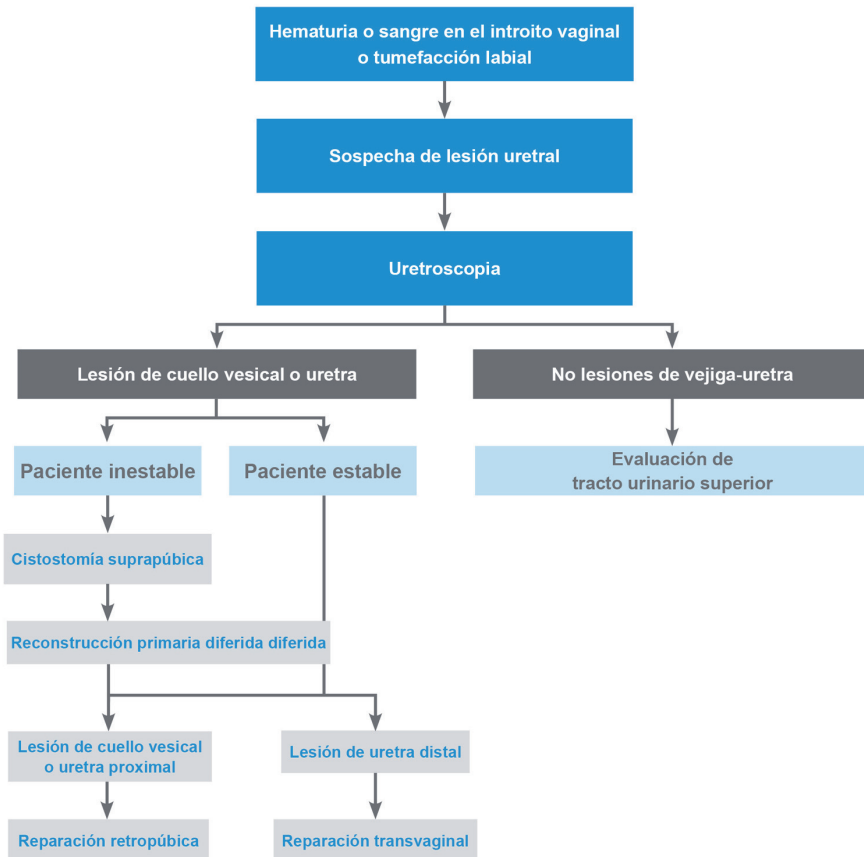 Hematuria o sangre en el introito vaginal
o tumefacción labial
Sospecha de lesión uretral
Uretroscopia
Lesión de cuello vesical o uretra
No lesiones de vejiga-uretra
Paciente inestable
Paciente estable
Evaluación de
tracto urinario superior
Cistostomía suprapúbica
Reconstrucción primaria diferida diferida
Lesión de cuello vesical
o uretra proximal
Lesión de uretra distal
Reparación retropúbica
Reparación transvaginal